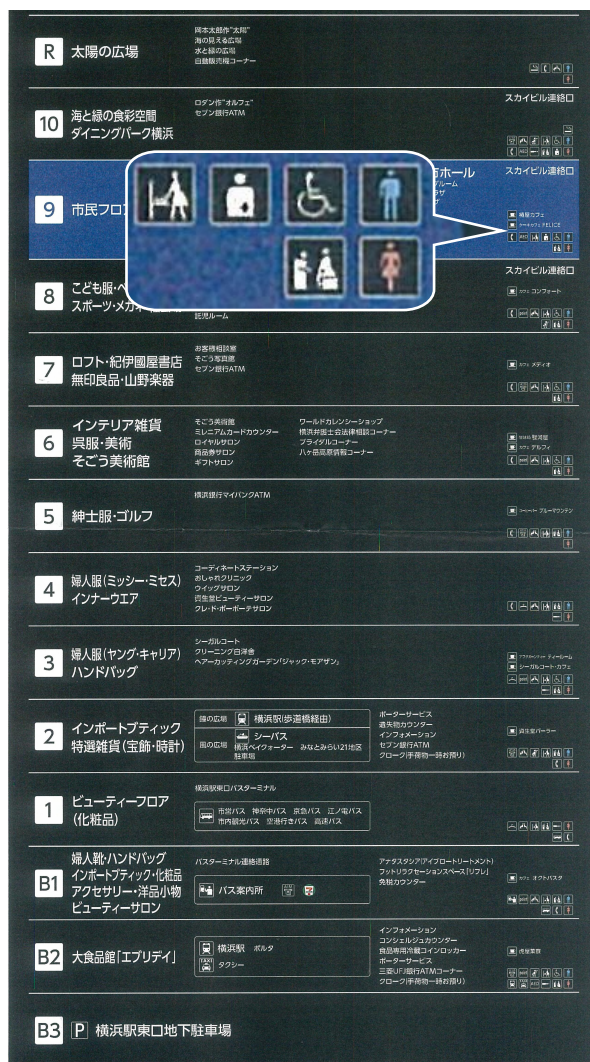 R 太陽の広場
岡本太郎作"太陽"
海の見える広場
水と緑の広場
自動販売機コーナー
10 海と緑の食彩空間
ダイニングパーク横浜
ロダン作"オルフェ"
セブン銀行ATM
スカイビル連絡口
9 市民フロア
ホール
スカイビル連絡口
カフェ
8 こども服・
スポーツ・メガネ
託児ルーム
スカイビル連絡口
カフェ コンフォート
7 ロフト・紀伊國屋書店
無印良品・山野楽器
お客様相談室
そごう写真館
セブン銀行ATM
カフェ メディオ
6 インテリア雑貨
呉服・美術
そごう美術館
そごう美術館
ミレニアムカードカウンター
ロイヤルサロン
商品券サロン
ギフトサロン
ワールドカレンシーショップ
横浜弁護士会法律相談コーナー
ブライダルコーナー
八ヶ岳高原情報コーナー
駿河屋
カフェ デルフィ
5 紳士服・ゴルフ
横浜銀行マイバンクATM
ブルーマウンテン
4 婦人服(ミッシー・ミセス)
インナーウエア
コーディネートステーション
おしゃれクリニック
ウイッグサロン
資生堂ビューティーサロン
クレ・ド・ポーボーテサロン
3 婦人服(ヤング・キャリア)
ハンドバッグ
シーガルコート
クリーニング白洋舎
ヘアーカッティングガーデン「ジャック・モアザン」
ティールーム
シーガルコート・カフェ
2 インポートブティック
特選雑貨(宝飾・時計)
鐘の広場 横浜駅(歩道橋経由)
風の広場 シーバス
横浜ベイクォーター みなとみらい21地区
駐車場
ポーターサービス
遺失物カウンター
インフォメーション
セブン銀行ATM
クローク(手荷物一時お預り)
資生堂パーラー
1 ビューティーフロア
(化粧品)
横浜駅東口バスターミナル
市営バス 神奈中バス 京急バス 江ノ電バス
市内観光バス 空港行きバス 高速バス
B1 婦人靴・ハンドバッグ
インポートブティック・化粧品
アクセサリー・洋品小物
ビューティーサロン
バスターミナル連絡通路
バス案内所
アナスタシア(アイブロートリートメント)
フットリラクセーションスペース「リフレ」
免税カウンター
カフェ オクトバスタ
B2 大食品館「エブリデイ」
横浜駅 ポルタ
TAXI タクシー
インフォメーション
コンシェルジュカウンター
食品専用冷蔵コインロッカー
ポーターサービス
三菱UFJ銀行ATMコーナー
クローク(手荷物一時お預り)
虎屋菓寮
B3 P 横浜駅東口地下駐車場